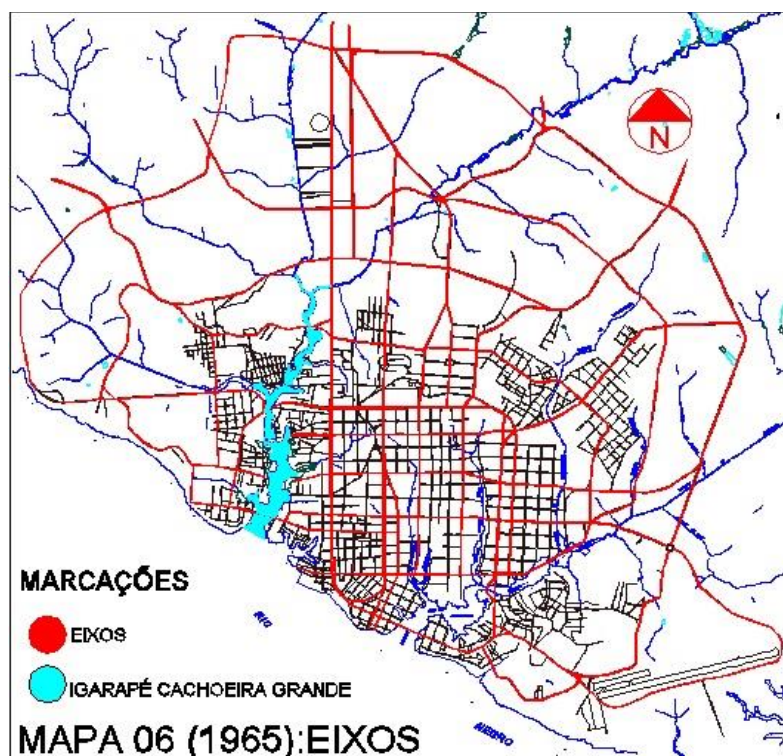 N
MARCAÇÕES
EIXOS
IGARAPÉ CACHOEIRA GRANDE
Rio
NEGRO
MAPA 06 (1965):EIXOS